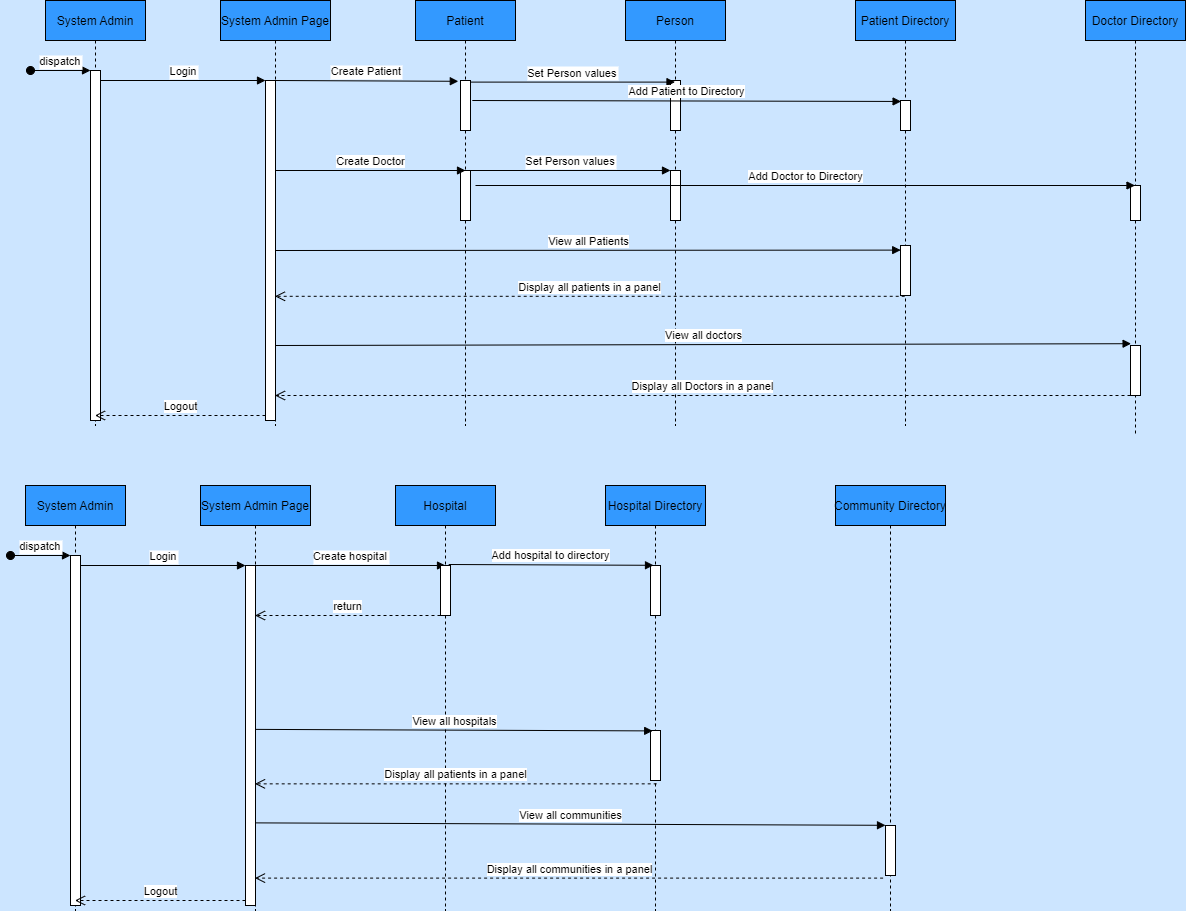 System Admin
System Admin Page
Patient
Person
Patient Directory
Doctor Directory
dispatch
Login
Create Patient
Set Person values
Add Patient to Directory
Create Doctor
Set Person values
Add Doctor to Directory
View all Patients
Display all patients in a panel
View all doctors
Display all Doctors in a panel
Logout
System Admin
System Admin Page
Hospital
Hospital Directory
Community Directory
dispatch
Login
Create hospital
Add hospital to directory
return
View all hospitals
Display all patients in a panel
View all communities
Display all communities in a panel
Logout